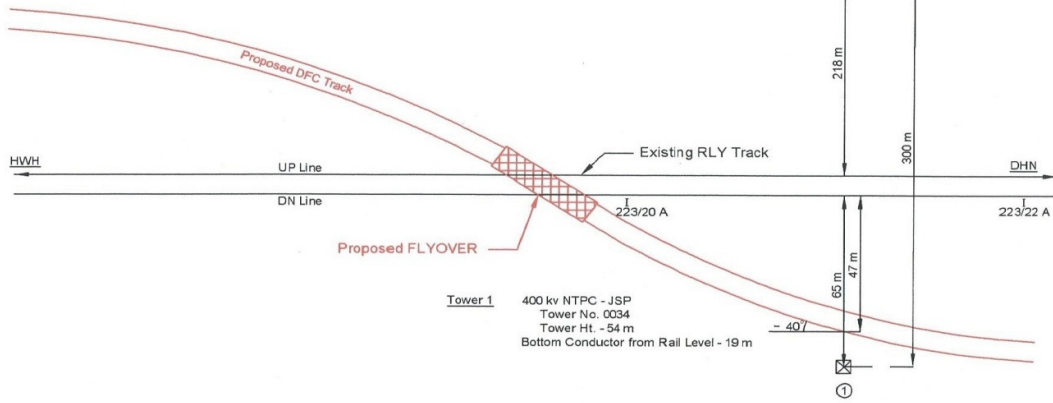 218 m
300 m
Proposed DFC Track
HWH
UP Line
Existing RLY Track
DHN
DN Line
223/20 A
223/22 A
Proposed FLYOVER
65 m
47 m
Tower 1 400 kv NTPC - JSP
Tower No. 0034
Tower Ht. - 54 m
Bottom Conductor from Rail Level - 19 m
~ 40°
1